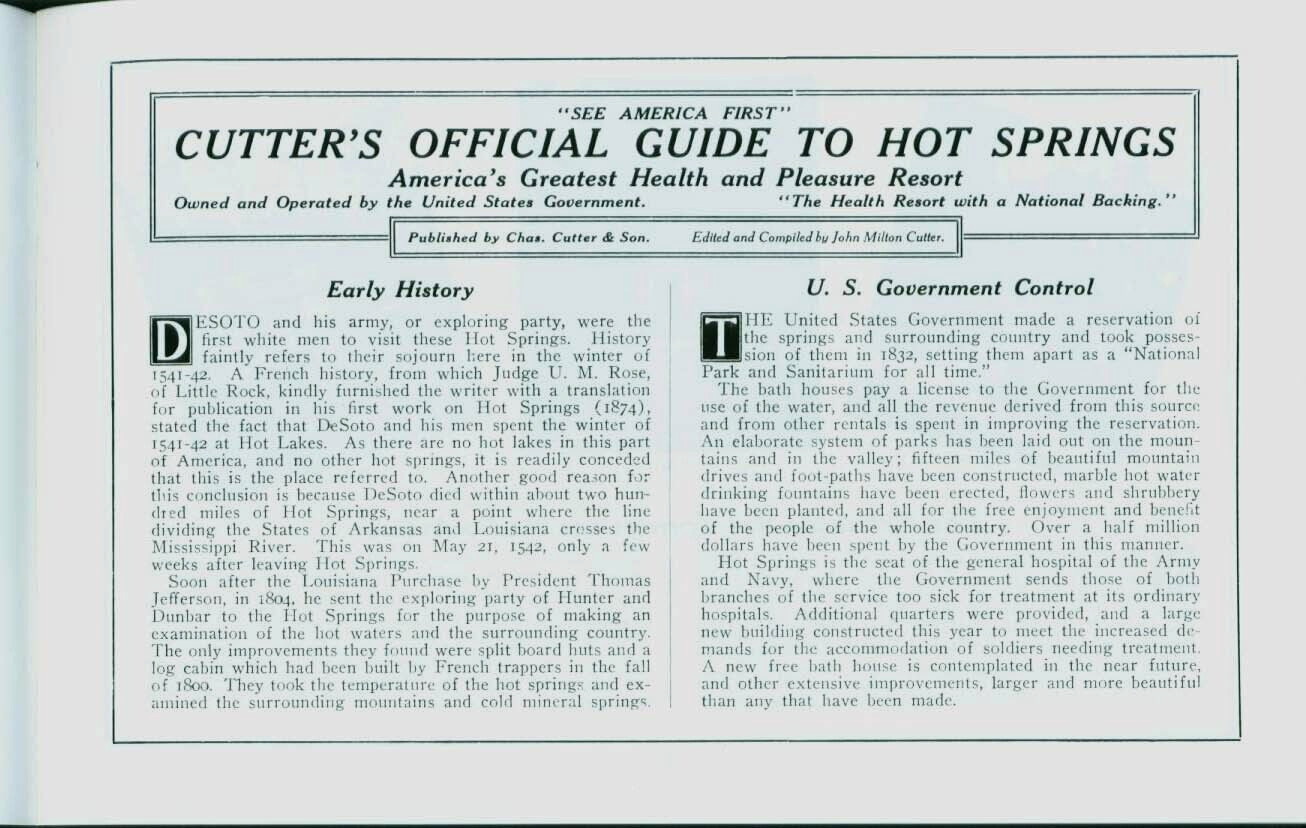 "SEE AMERICA FIRST"
CUTTER'S OFFICIAL GUIDE TO HOT SPRINGS
America's Greatest Health and Pleasure Resort
Owned and Operated by the United States Government. "The Health Resort with a National Backing."
Published by Chas. Cutter & Son. Edited and Compiled by John Milton Cutter.
Early History
DESOTO and his army, or exploring party, were the
first white men to visit these Hot Springs. History
faintly refers to their sojourn here in the winter of
1541-42. A French history, from which Judge U. M. Rose,
of Little Rock, kindly furnished the writer with a translation
for publication in his first work on Hot Springs (1874),
stated the fact that DeSoto and his men spent the winter of
1541-42 at Hot Lakes. As there are no hot lakes in this part
of America, and no other hot springs, it is readily conceded
that this is the place referred to. Another good reason for
this conclusion is because DeSoto died within about two hun-
dred miles of Hot Springs, near a point where the line
dividing the States of Arkansas and Louisiana crosses the
Mississippi River. This was on May 21, 1542, only a few
weeks after leaving Hot Springs.
Soon after the Louisiana Purchase by President Thomas
Jefferson, in 1804, he sent the exploring party of Hunter and
Dunbar to the Hot Springs for the purpose of making an
examination of the hot waters and the surrounding country.
The only improvements they found were split board huts and a
log cabin which had been built by French trappers in the fall
of 1800. They took the temperature of the hot springs and ex-
amined the surrounding mountains and cold mineral springs.
U. S. Government Control
THE United States Government made a reservation of
the springs and surrounding country and took posses-
sion of them in 1832, setting them apart as a "National
Park and Sanitarium for all time."
The bath houses pay a license to the Government for the
use of the water, and all the revenue derived from this source
and from other rentals is spent in improving the reservation.
An elaborate system of parks has been laid out on the moun-
tains and in the valley; fifteen miles of beautiful mountain
drives and foot-paths have been constructed, marble hot water
drinking fountains have been erected, flowers and shrubbery
have been planted, and all for the free enjoyment and benefit
of the people of the whole country. Over a half million
dollars have been spent by the Government in this manner.
Hot Springs is the seat of the general hospital of the Army
and Navy, where the Government sends those of both
branches of the service too sick for treatment at its ordinary
hospitals. Additional quarters were provided, and a large
new building constructed this year to meet the increased de-
mands for the accommodation of soldiers needing treatment.
A new free bath house is contemplated in the near future,
and other extensive improvements, larger and more beautiful
than any that have been made.